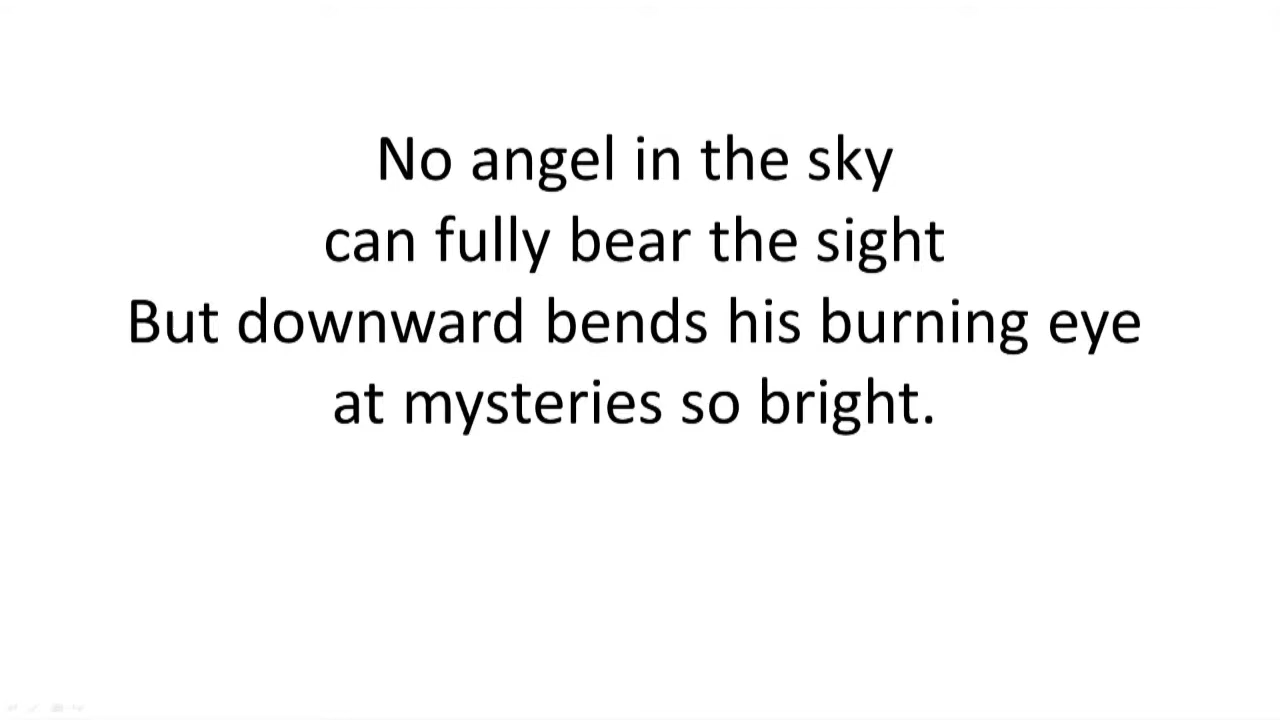 No angel in the sky
can fully bear the sight
But downward bends his burning eye
at mysteries so bright.